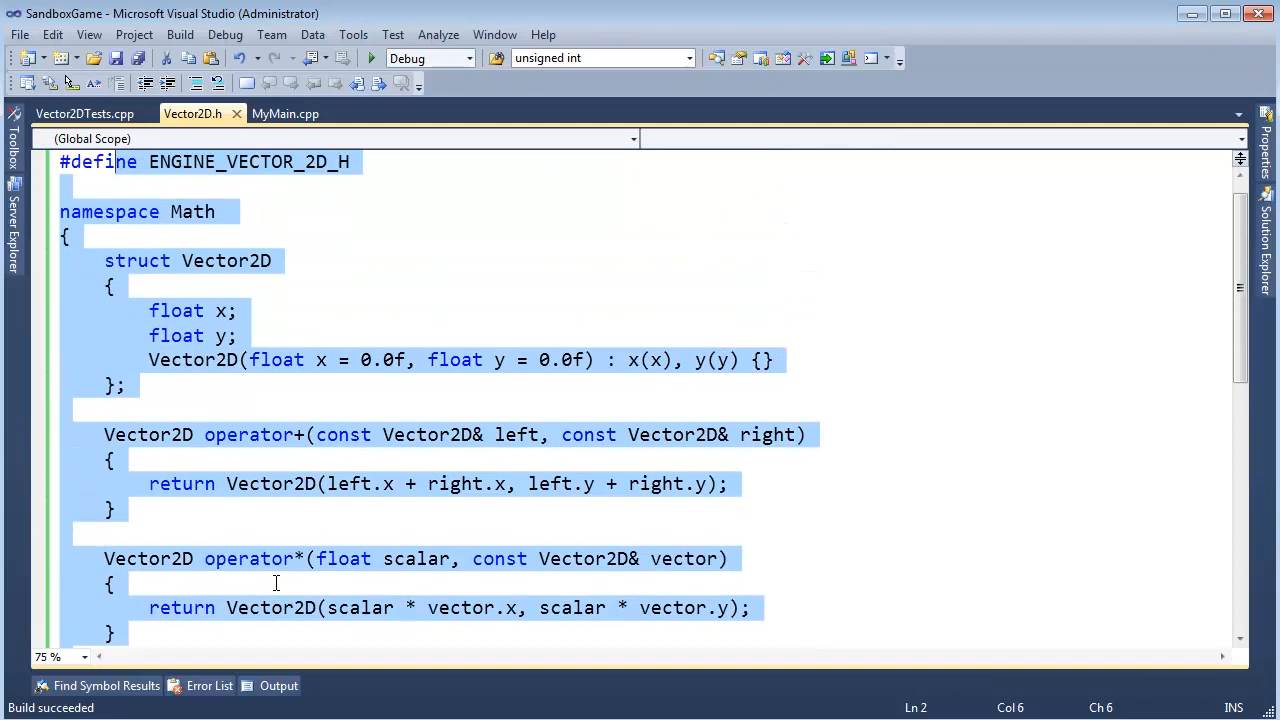 SandboxGame - Microsoft Visual Studio (Administrator)
File Edit View Project Build Debug Team Data Tools Test Analyze Window Help
Debug unsigned int
Vector2DTests.cpp Vector2D.h MyMain.cpp
(Global Scope)
Toolbox
Server Explorer
Properties
Solution Explorer
#define ENGINE_VECTOR_2D_H
namespace Math
{
struct Vector2D
{
float x;
float y;
Vector2D(float x = 0.0f, float y = 0.0f) : x(x), y(y) {}
};
Vector2D operator+(const Vector2D& left, const Vector2D& right)
{
return Vector2D(left.x + right.x, left.y + right.y);
}
Vector2D operator*(float scalar, const Vector2D& vector)
{
return Vector2D(scalar * vector.x, scalar * vector.y);
}
75 %
Find Symbol Results Error List Output
Build succeeded Ln 2 Col 6 Ch 6 INS